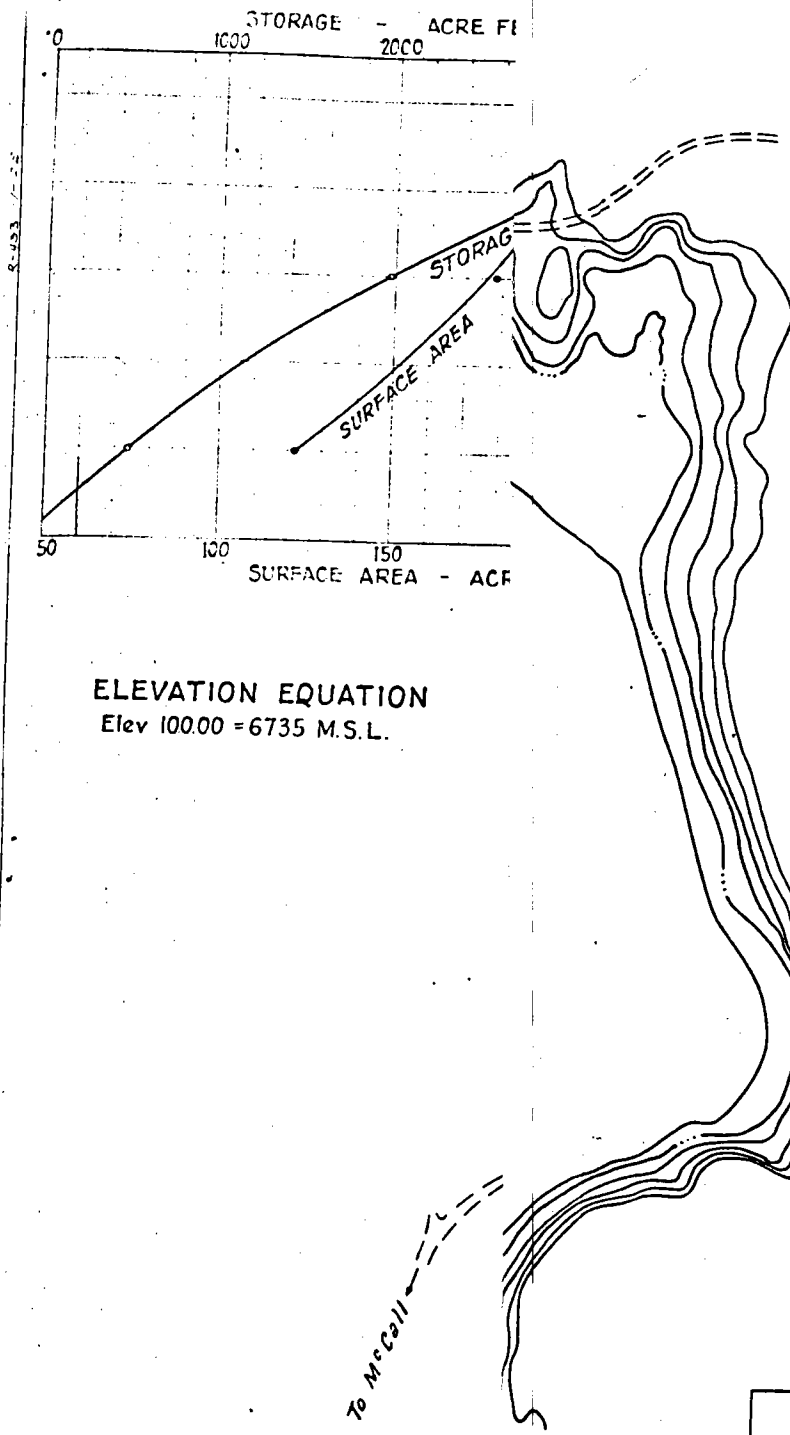 STORAGE - ACRE FE
0 1000 2000
STORAG
SURFACE AREA
50 100 150
SURFACE AREA - ACR
ELEVATION EQUATION
Elev 100.00 = 6735 M.S.L.
To McCall